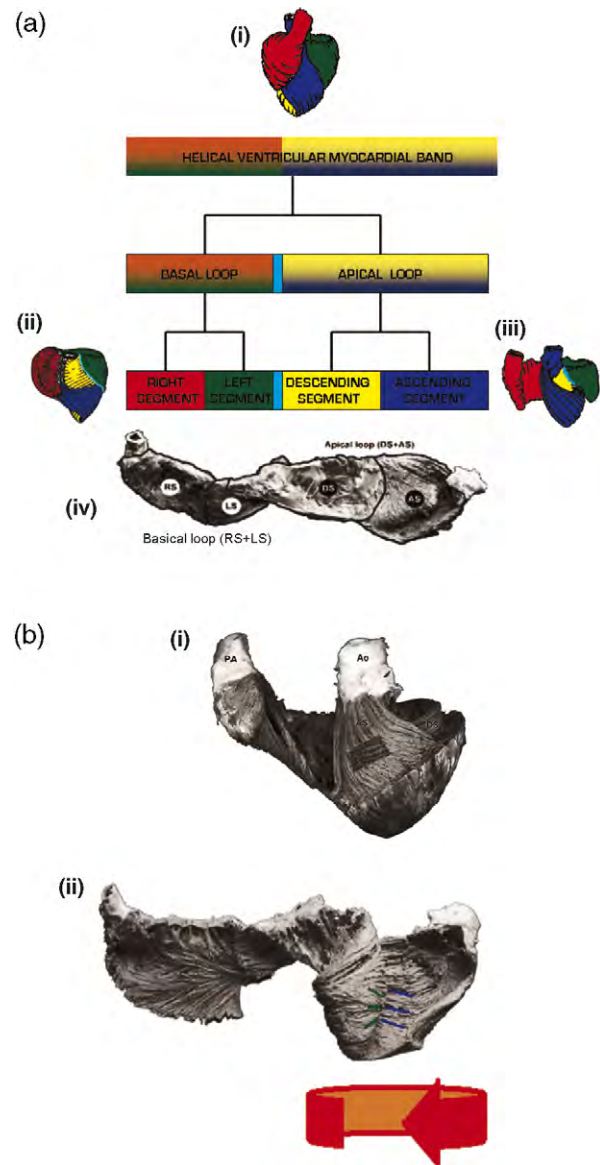 (a)
(i)
HELICAL VENTRICULAR MYOCARDIAL BAND
BASAL LOOP
APICAL LOOP
(ii)
(iii)
RIGHT SEGMENT
LEFT SEGMENT
DESCENDING SEGMENT
ASCENDING SEGMENT
Apical loop (DS+AS)
RS
LS
DS
AS
(iv)
Basical loop (RS+LS)
(b)
(i)
PA
Ao
AS
DS
(ii)